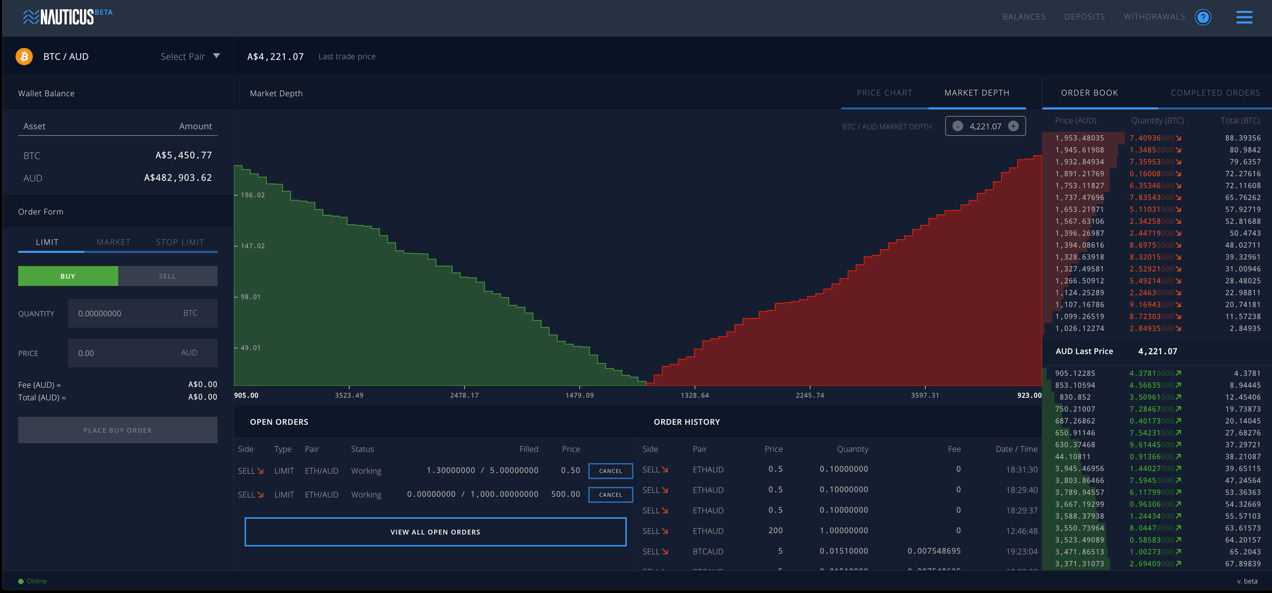 NAUTICUS BETA
BALANCES DEPOSITS WITHDRAWALS ?
BTC / AUD Select Pair
A$4,221.07 Last trade price
Wallet Balance
Asset Amount
BTC A$5,450.77
AUD A$482,903.62
Order Form
LIMIT MARKET STOP LIMIT
BUY SELL
QUANTITY 0.00000000 BTC
PRICE 0.00 AUD
Fee (AUD) ≈ A$0.00
Total (AUD) ≈ A$0.00
PLACE BUY ORDER
Market Depth
PRICE CHART MARKET DEPTH
BTC / AUD MARKET DEPTH - 4,221.07 +
196.02
147.02
98.01
49.01
905.00 3523.49 2478.17 1479.09 1328.64 2245.74 3597.31 923.00
OPEN ORDERS
Side Type Pair Status Filled Price
SELL LIMIT ETH/AUD Working 1.30000000 / 5.00000000 0.50 CANCEL
SELL LIMIT ETH/AUD Working 0.00000000 / 1,000.00000000 500.00 CANCEL
VIEW ALL OPEN ORDERS
ORDER HISTORY
Side Pair Price Quantity Fee Date / Time
SELL ETHAUD 0.5 0.10000000 0 18:31:30
SELL ETHAUD 0.5 0.10000000 0 18:29:40
SELL ETHAUD 0.5 0.10000000 0 18:29:37
SELL ETHAUD 200 1.00000000 0 12:46:48
SELL BTCAUD 5 0.01510000 0.007548695 19:23:04
ORDER BOOK COMPLETED ORDERS
Price (AUD) Quantity (BTC) Total (BTC)
1,953.48035 7.40936000 88.39356
1,945.61908 1.34850000 80.9842
1,932.84934 7.35953000 79.6357
1,891.21769 0.16008000 72.27616
1,753.11827 6.35346000 72.11608
1,737.47696 7.83543000 65.76262
1,653.21971 5.11031000 57.92719
1,567.63106 2.34258000 52.81688
1,396.26987 2.44719000 50.4743
1,394.08616 8.69750000 48.02711
1,328.63918 8.32015000 39.32961
1,327.49581 2.52921000 31.00946
1,266.50912 5.49214000 28.48025
1,124.25289 2.24630000 22.98811
1,107.16786 9.16943000 20.74181
1,099.26519 8.72303000 11.57238
1,026.12274 2.84935000 2.84935
AUD Last Price 4,221.07
905.12285 4.37810000 4.3781
853.10594 4.56635000 8.94445
830.852 3.50961000 12.45406
750.21007 7.28467000 19.73873
687.26862 0.40173000 20.14045
650.91146 7.54231000 27.68276
630.37468 9.61445000 37.29721
44.10811 0.91366000 38.21087
3,945.46956 1.44027000 39.65115
3,803.86466 7.59450000 47.24564
3,789.94557 6.11799000 53.36363
3,667.19299 0.96306000 54.32669
3,588.37938 1.24434000 55.57103
3,550.73964 8.04470000 63.61573
3,523.49089 0.58583000 64.20157
3,471.86513 1.00273000 65.2043
3,371.31073 2.69409000 67.89839
Online
v. beta